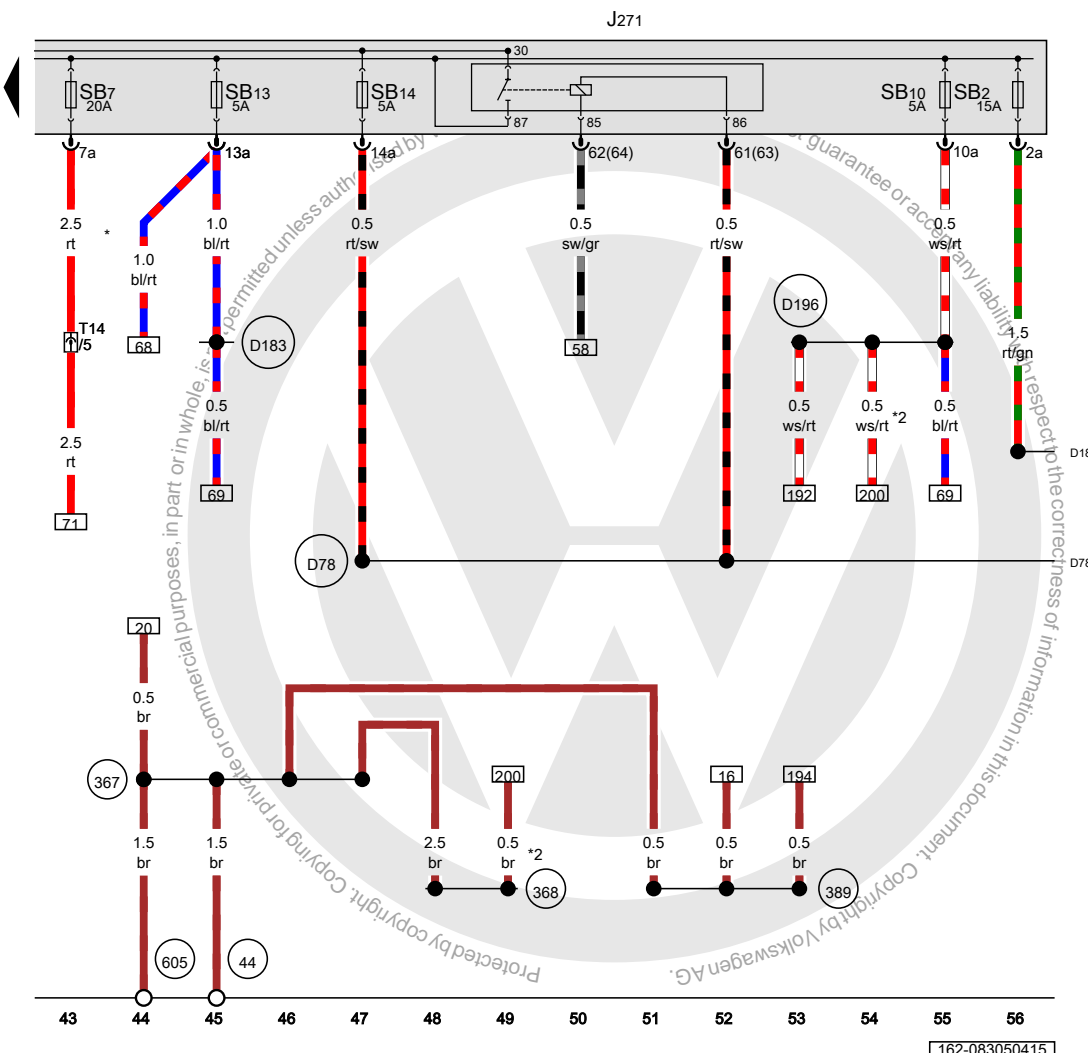 J271
30
SB7
20A
SB13
5A
SB14
5A
SB10
5A
SB2
15A
87
85
86
7a
13a
14a
62(64)
61(63)
10a
2a
2.5
rt
*
1.0
bl/rt
1.0
bl/rt
0.5
rt/sw
0.5
sw/gr
0.5
rt/sw
0.5
ws/rt
1.5
rt/gn
T14
/5
68
D183
58
D196
2.5
rt
0.5
bl/rt
0.5
ws/rt
0.5
ws/rt
*2
0.5
bl/rt
D18
71
69
192
200
69
D78
D78
20
0.5
br
367
200
16
194
1.5
br
1.5
br
2.5
br
0.5
br
*2
0.5
br
0.5
br
0.5
br
368
389
605
44
43 44 45 46 47 48 49 50 51 52 53 54 55 56
162-083050415
Protected by copyright. Copying for private or commercial purposes, in part or in whole, is not permitted unless authorised by
guarantee or accept any liability with respect to the correctness of information in this document. Copyright by Volkswagen AG.